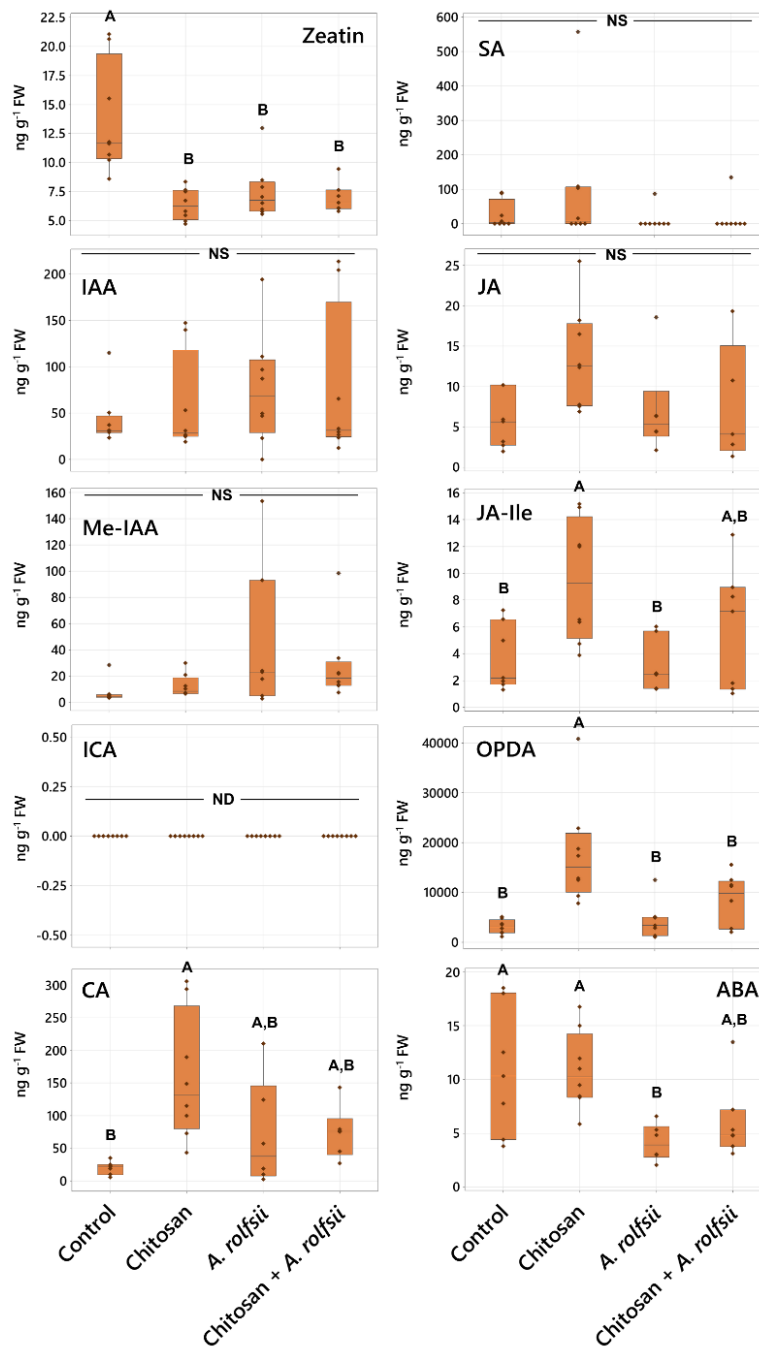 Zeatin
ng g⁻¹ FW
22.5
20.0
17.5
15.0
12.5
10.0
7.5
5.0
A
B
B
B
SA
ng g⁻¹ FW
600
500
400
300
200
100
0
NS
IAA
ng g⁻¹ FW
200
150
100
50
0
NS
JA
ng g⁻¹ FW
25
20
15
10
5
0
NS
Me-IAA
ng g⁻¹ FW
160
140
120
100
80
60
40
20
0
NS
JA-Ile
ng g⁻¹ FW
16
14
12
10
8
6
4
2
0
B
A
B
A,B
ICA
ng g⁻¹ FW
0.50
0.25
0.00
-0.25
-0.50
ND
OPDA
ng g⁻¹ FW
40000
30000
20000
10000
0
B
A
B
B
CA
ng g⁻¹ FW
300
250
200
150
100
50
0
B
A
A,B
A,B
ABA
ng g⁻¹ FW
20
15
10
5
0
A
A
B
A,B
Control
Chitosan
A. rolfsii
Chitosan + A. rolfsii
Control
Chitosan
A. rolfsii
Chitosan + A. rolfsii